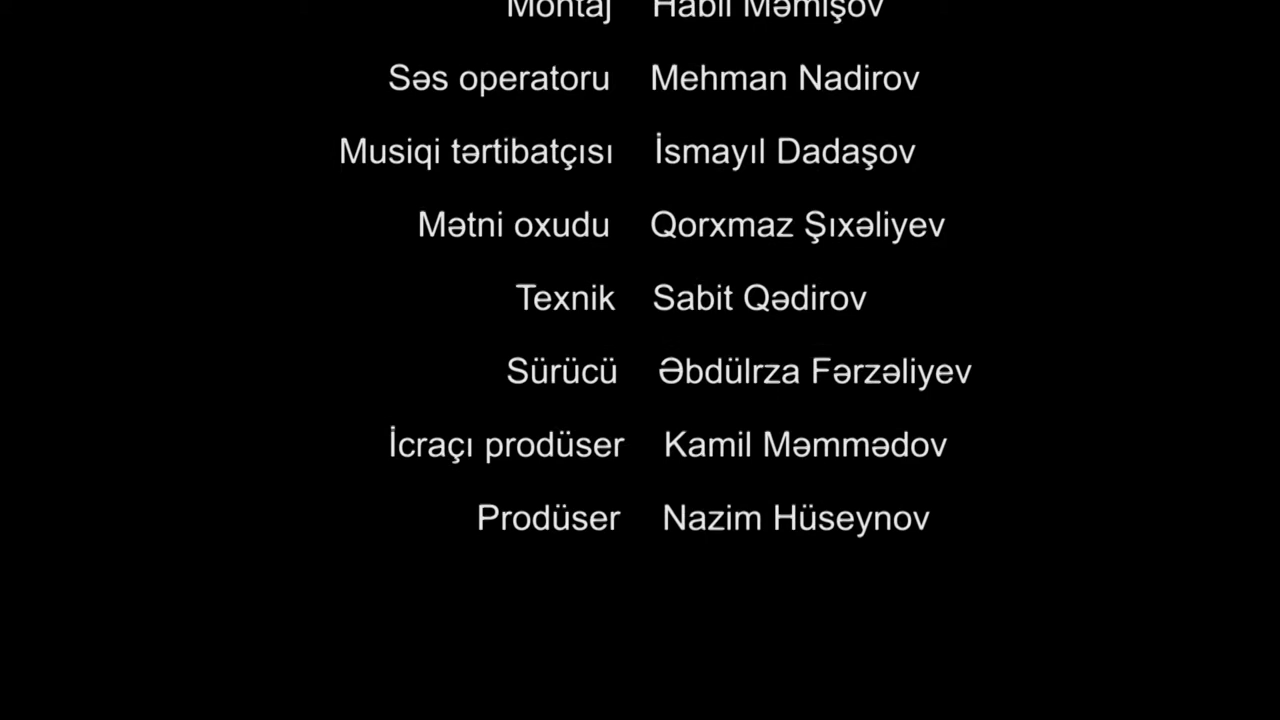 Montaj Habil Məmişov
Səs operatoru Mehman Nadirov
Musiqi tərtibatçısı İsmayıl Dadaşov
Mətni oxudu Qorxmaz Şıxəliyev
Texnik Sabit Qədirov
Sürücü Əbdülrza Fərzəliyev
İcraçı prodüser Kamil Məmmədov
Prodüser Nazim Hüseynov